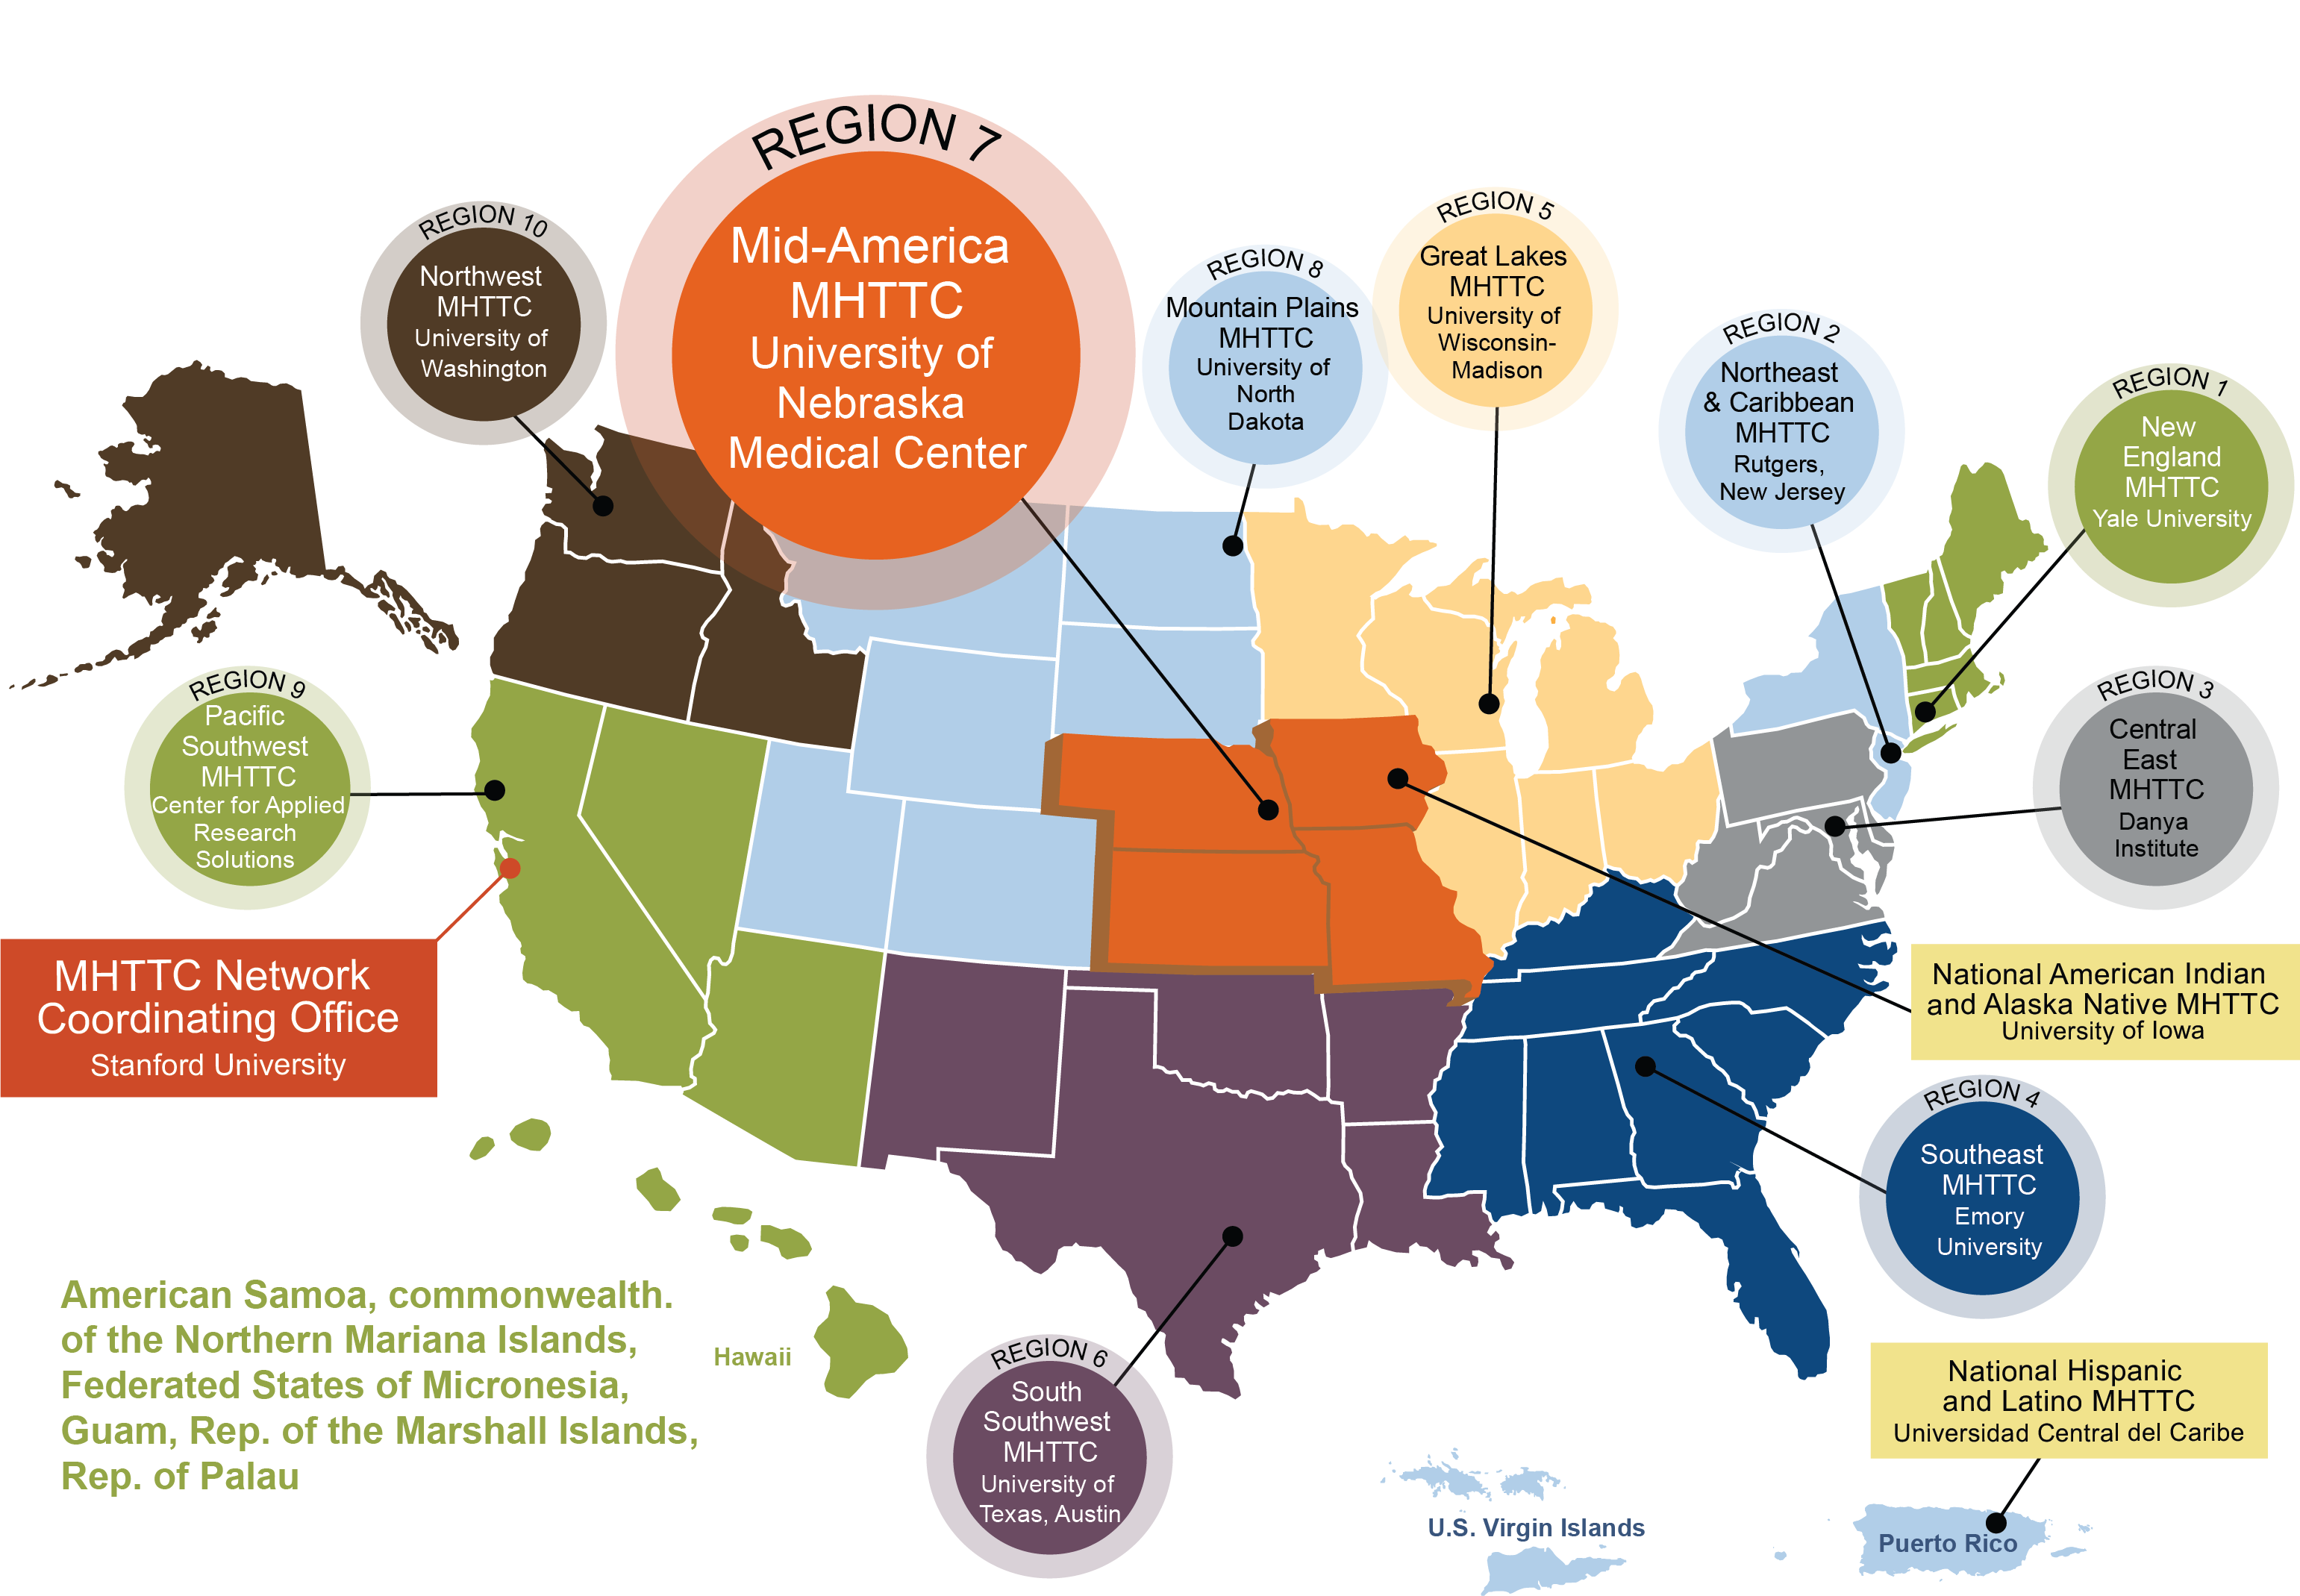 REGION 7
Mid-America
MHTTC
University of
Nebraska
Medical Center
REGION 10
Northwest
MHTTC
University of
Washington
REGION 8
Mountain Plains
MHTTC
University of
North
Dakota
REGION 5
Great Lakes
MHTTC
University of
Wisconsin-
Madison
REGION 2
Northeast
& Caribbean
MHTTC
Rutgers,
New Jersey
REGION 1
New
England
MHTTC
Yale University
REGION 9
Pacific
Southwest
MHTTC
Center for Applied
Research
Solutions
REGION 3
Central
East
MHTTC
Danya
Institute
MHTTC Network
Coordinating Office
Stanford University
National American Indian
and Alaska Native MHTTC
University of Iowa
REGION 4
Southeast
MHTTC
Emory
University
American Samoa, commonwealth.
of the Northern Mariana Islands,
Federated States of Micronesia,
Guam, Rep. of the Marshall Islands,
Rep. of Palau
Hawaii
REGION 6
South
Southwest
MHTTC
University of
Texas, Austin
National Hispanic
and Latino MHTTC
Universidad Central del Caribe
U.S. Virgin Islands
Puerto Rico